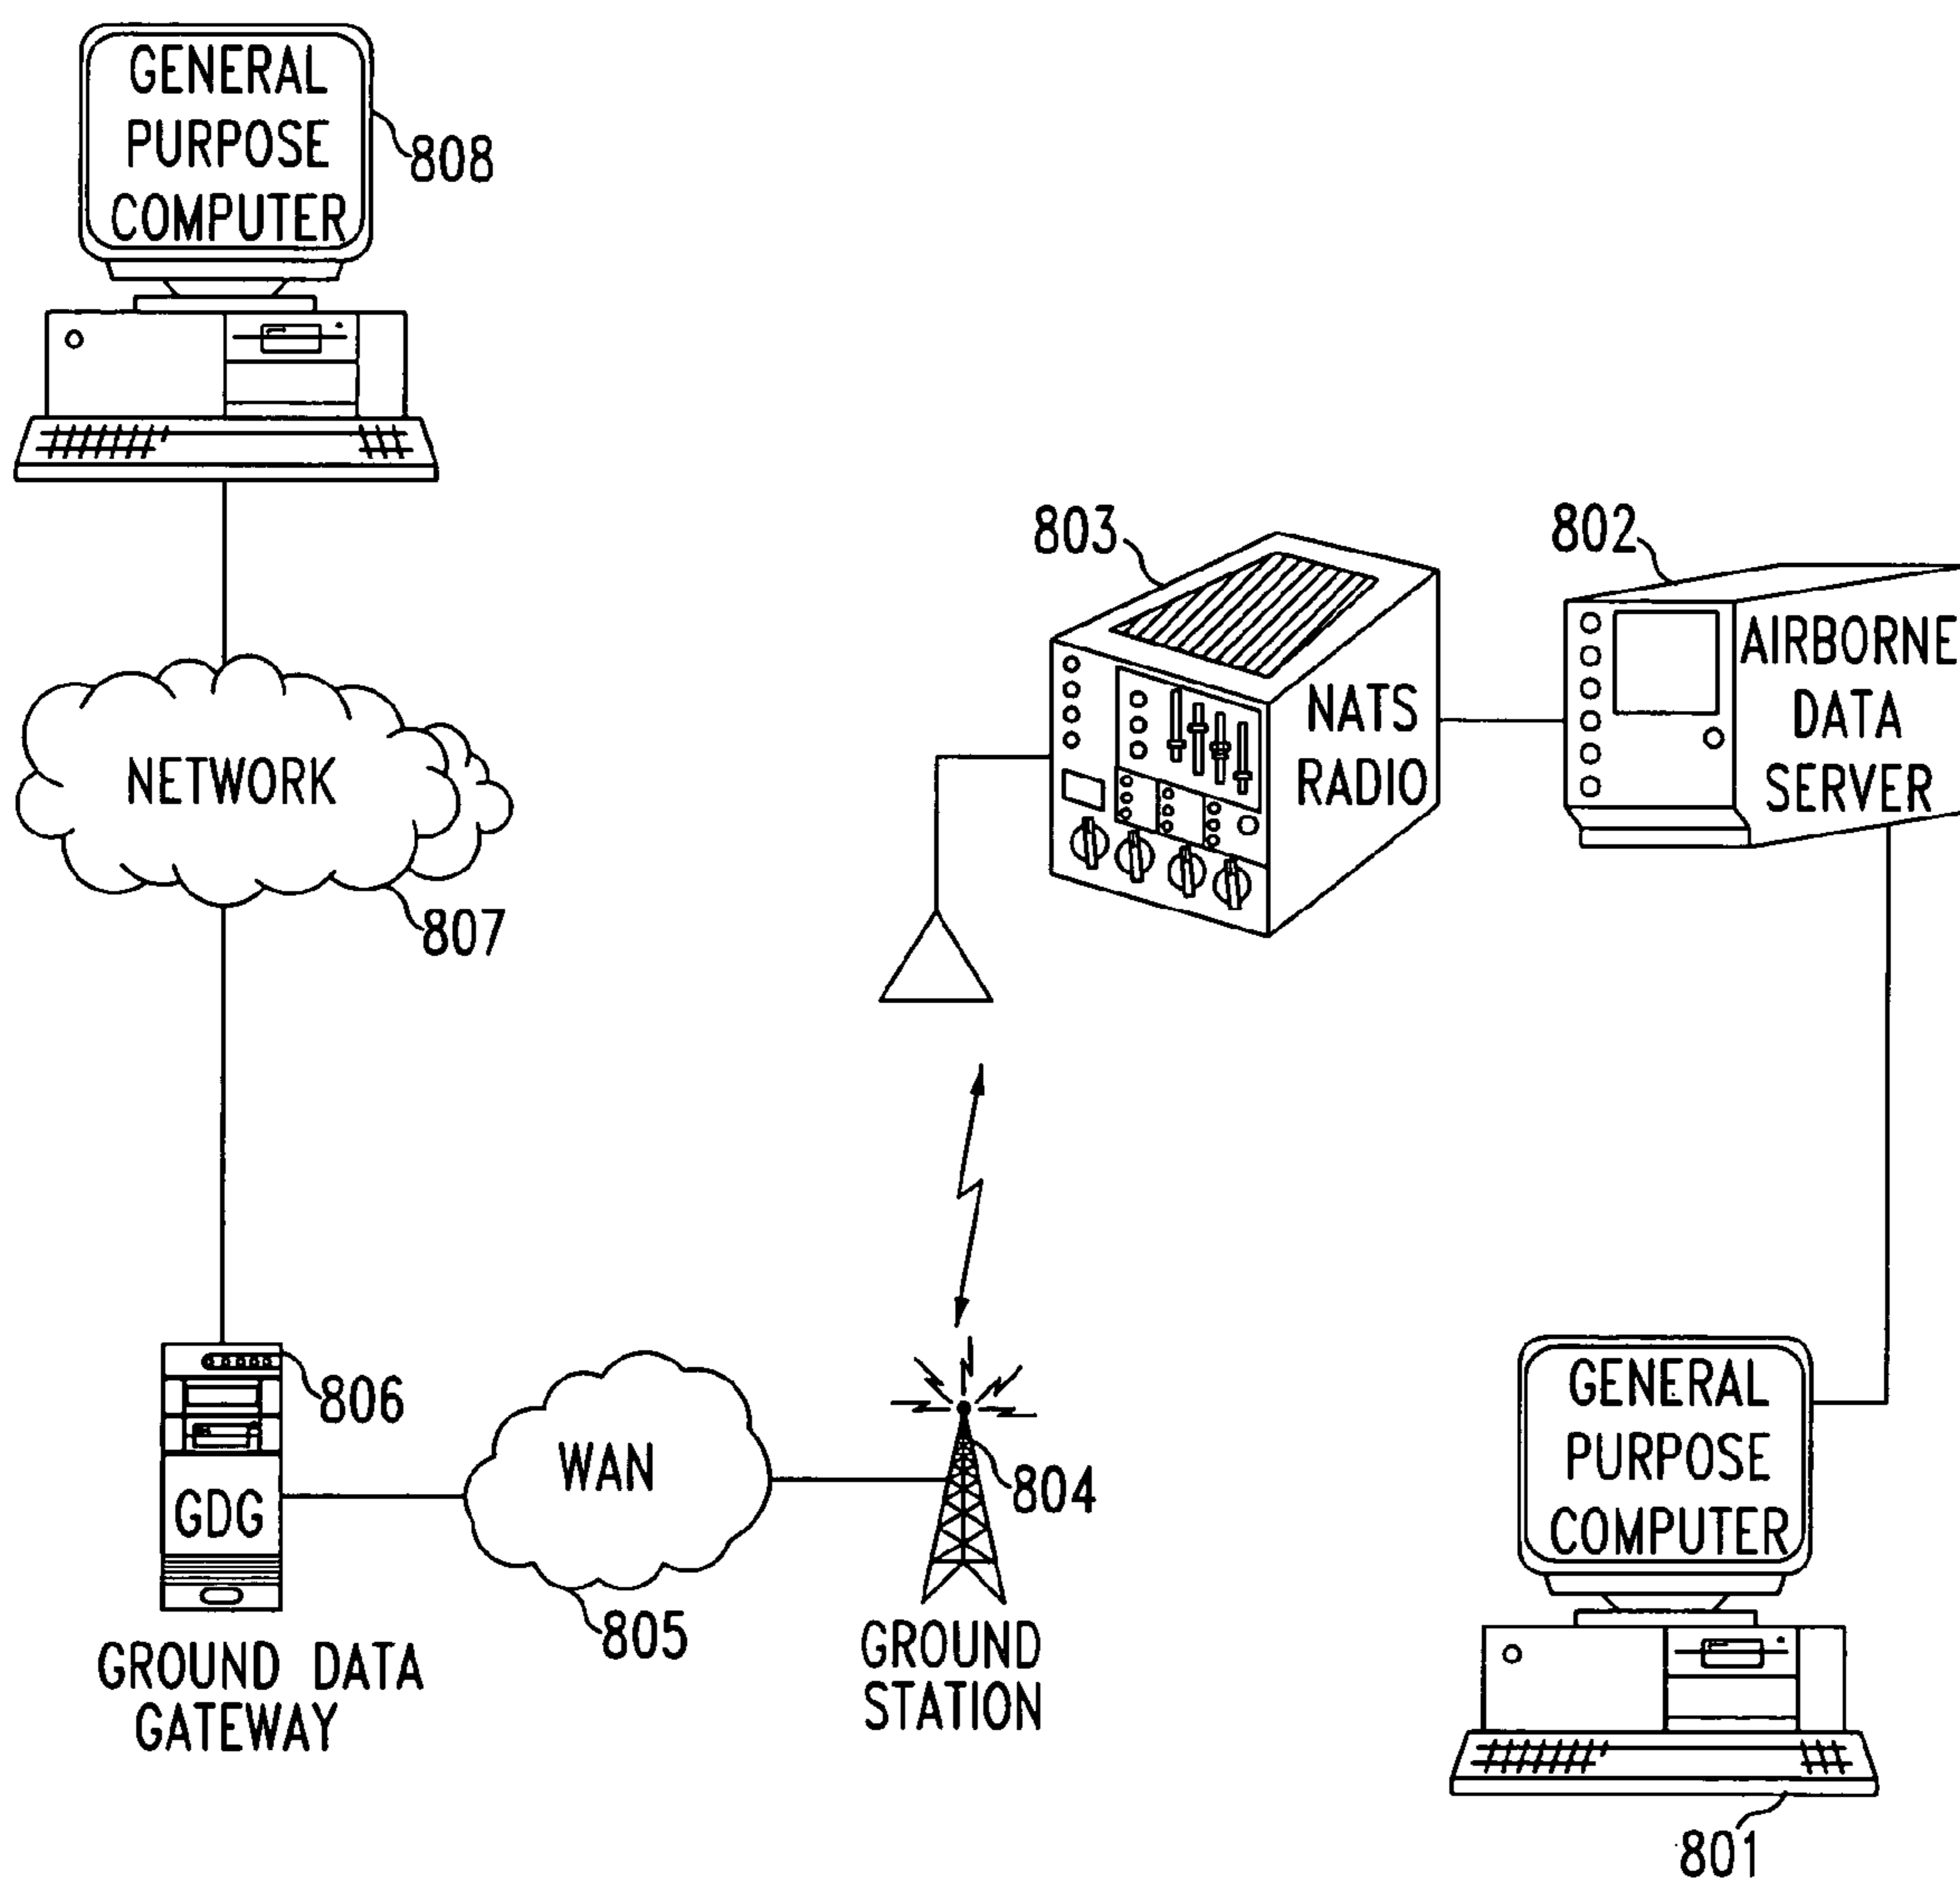 GENERAL
PURPOSE
COMPUTER
808
803
802
NATS
RADIO
AIRBORNE
DATA
SERVER
NETWORK
807
806
GDG
GROUND DATA
GATEWAY
WAN
805
804
GROUND
STATION
GENERAL
PURPOSE
COMPUTER
801